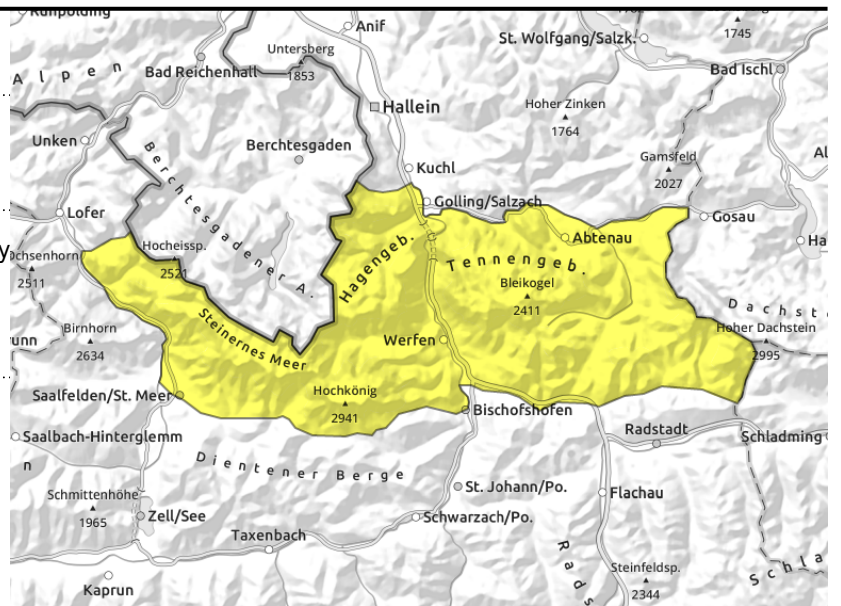 Anif
St. Wolfgang/Salzk.
1745
Untersberg
1853
Alpen
Bad Reichenhall
Bad Ischl
Hallein
Hoher Zinken
1764
Unken
Berchtesgaden
Kuchl
Gamsfeld
2027
Berchtesgadener A.
Lofer
Golling/Salzach
Gosau
Abtenau
Hocheissp.
2521
Hagengeb.
Tennengeb.
2511
Bleikogel
2411
Steinernes Meer
Birnhorn
2634
Werfen
Hoher Dachstein
2995
Saalfelden/St. Meer
Hochkönig
2941
Bischofshofen
Radstadt
Schladming
Saalbach-Hinterglemm
Dientener Berge
Schmittenhöhe
1965
St. Johann/Po.
Flachau
Zell/See
Schwarzach/Po.
Taxenbach
Steinfeldsp.
2344
Kaprun